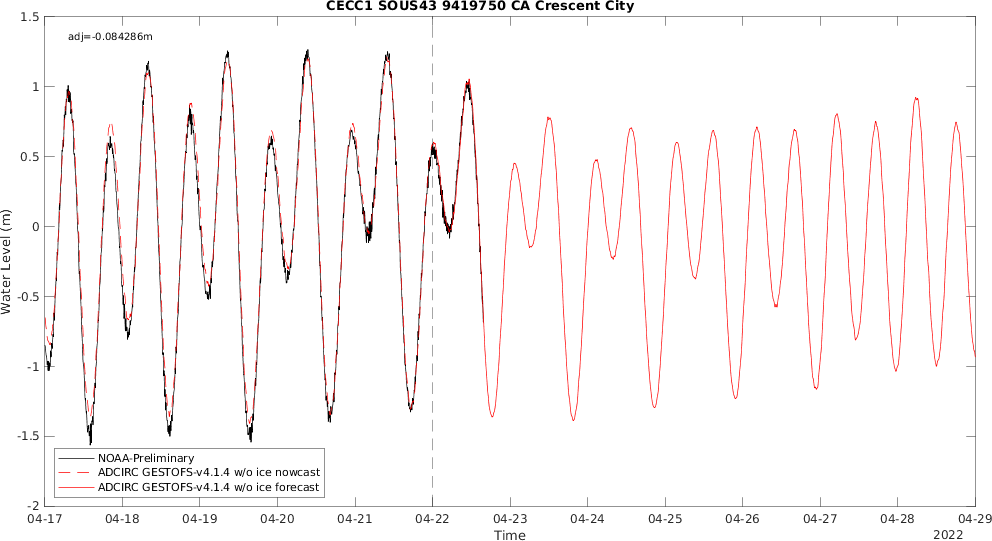 CECC1 SOUS43 9419750 CA Crescent City
adj=-0.084286m
1.5
1
0.5
0
-0.5
-1
-1.5
-2
Water Level (m)
NOAA-Preliminary
ADCIRC GESTOFS-v4.1.4 w/o ice nowcast
ADCIRC GESTOFS-v4.1.4 w/o ice forecast
04-17 04-18 04-19 04-20 04-21 04-22 04-23 04-24 04-25 04-26 04-27 04-28 04-29
Time
2022